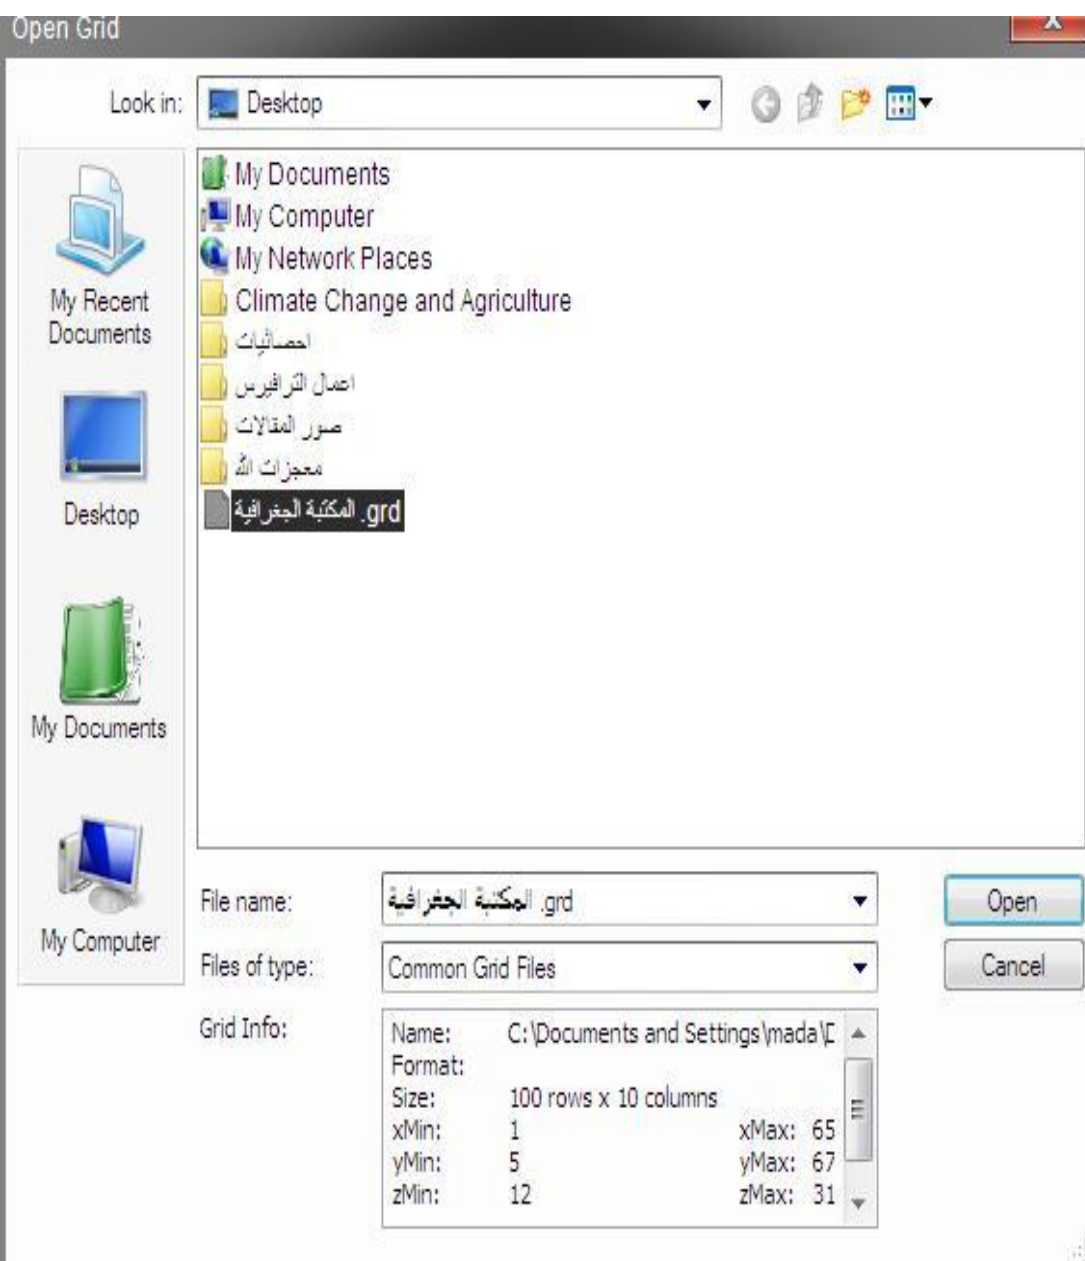 Open Grid
X
Look in: Desktop
My Documents
My Computer
My Network Places
Climate Change and Agriculture
احصائيات
اعمال الترافيرس
صور المقالات
معجزات الله
المكتبة الجغرافية .grd
My Recent
Documents
Desktop
My Documents
My Computer
File name: المكتبة الجغرافية .grd
Open
Files of type: Common Grid Files
Cancel
Grid Info:
Name: C:\Documents and Settings\mada\D
Format:
Size: 100 rows x 10 columns
xMin: 1 xMax: 65
yMin: 5 yMax: 67
zMin: 12 zMax: 31